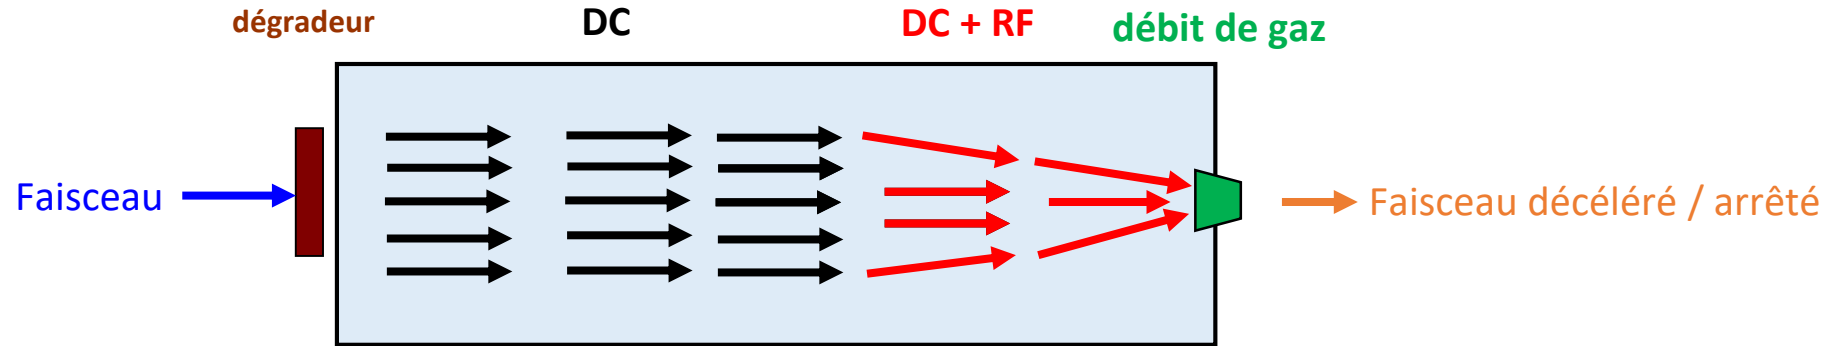 dégradeur
DC
DC + RF
débit de gaz
Faisceau
Faisceau décéléré / arrêté